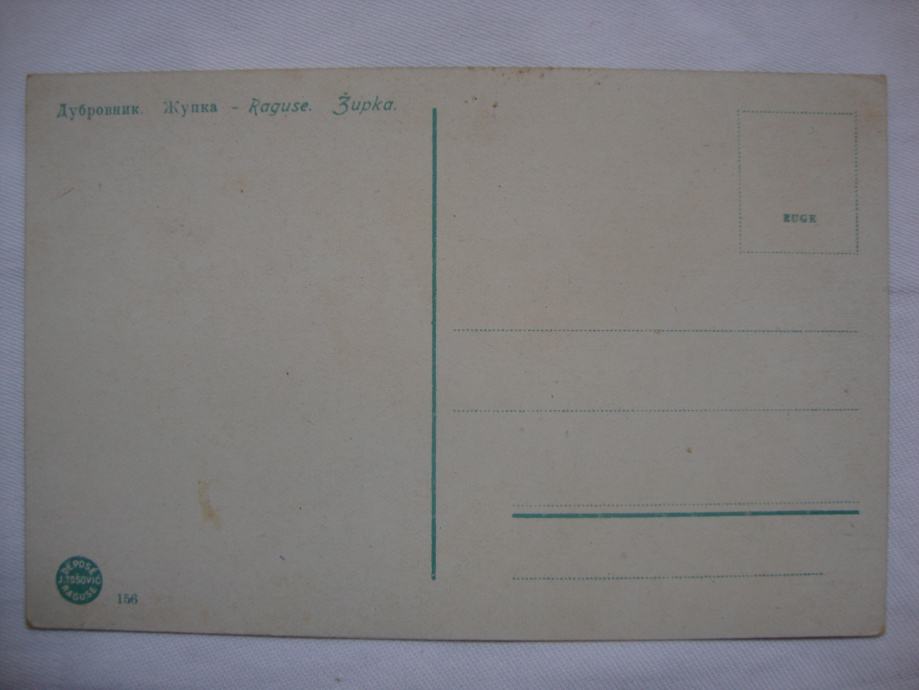 Дубровник. Жупка - Raguse. Župka.
RUGE
DÉPOSÉ
J. TOŠOVIĆ
RAGUSE
156